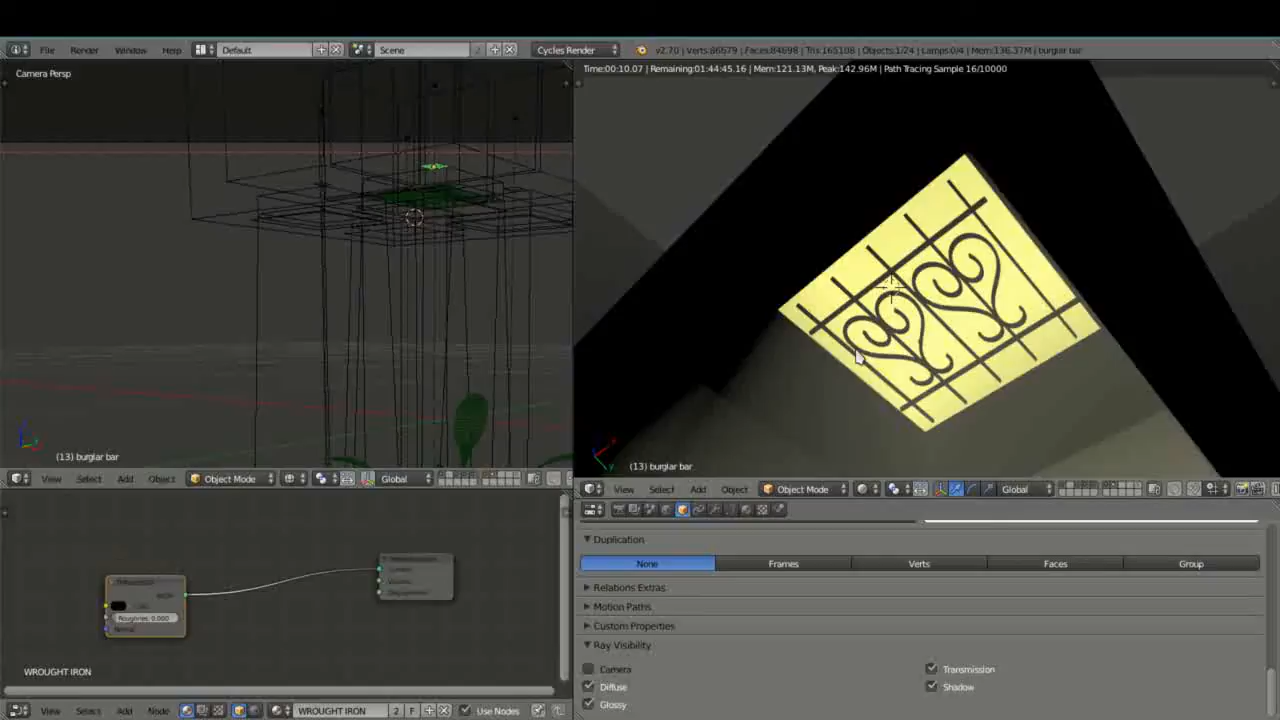 File Render Window Help Default Scene 2 Cycles Render v2.70 | Verts:86579 | Faces:84698 | Tris:165108 | Objects:1/24 | Lamps:0/4 | Mem:136.37M | burglar bar
Camera Persp
Time:00:10.07 | Remaining:01:44:45.16 | Mem:121.13M, Peak:142.96M | Path Tracing Sample 16/10000
(13) burglar bar
(13) burglar bar
View Select Add Object Object Mode Global
View Select Add Object Object Mode Global
Duplication
None Frames Verts Faces Group
Relations Extras
Motion Paths
Custom Properties
Ray Visibility
Camera Transmission
Diffuse Shadow
Glossy
Roughness: 0.000
Normal
WROUGHT IRON
View Select Add Node WROUGHT IRON 2 F Use Nodes